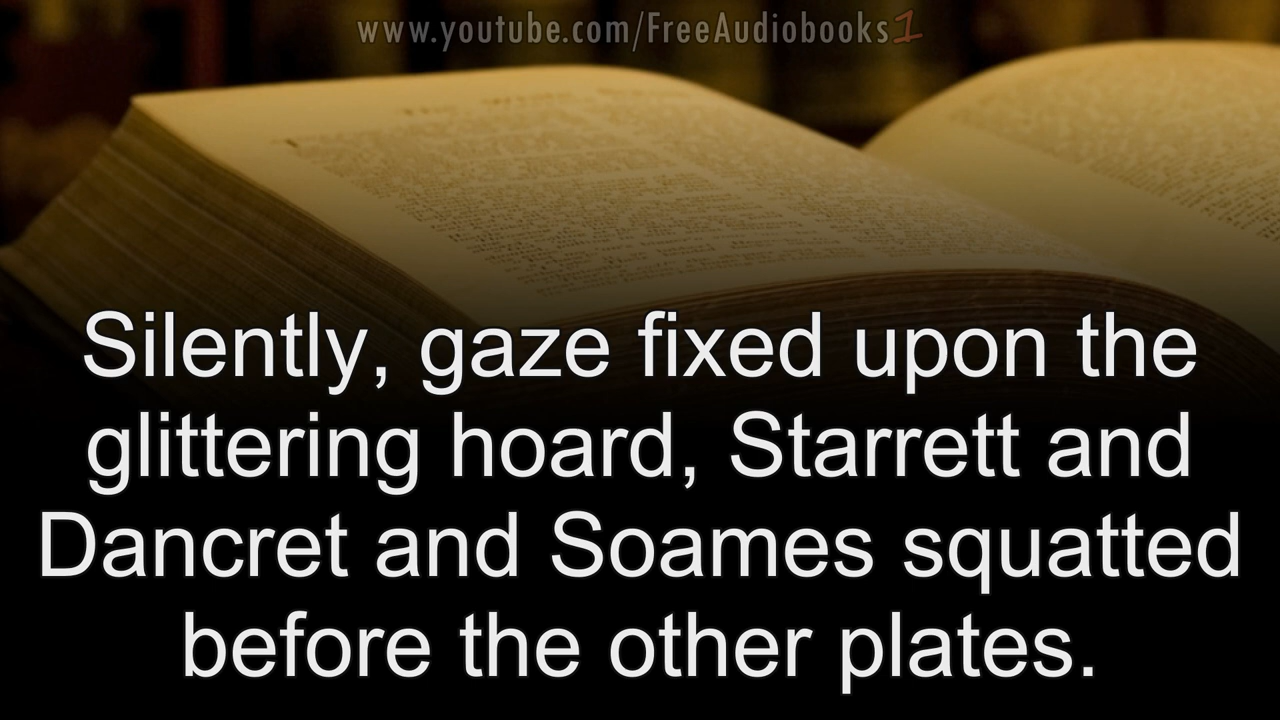 www.youtube.com/FreeAudiobooks1
Silently, gaze fixed upon the
glittering hoard, Starrett and
Dancret and Soames squatted
before the other plates.